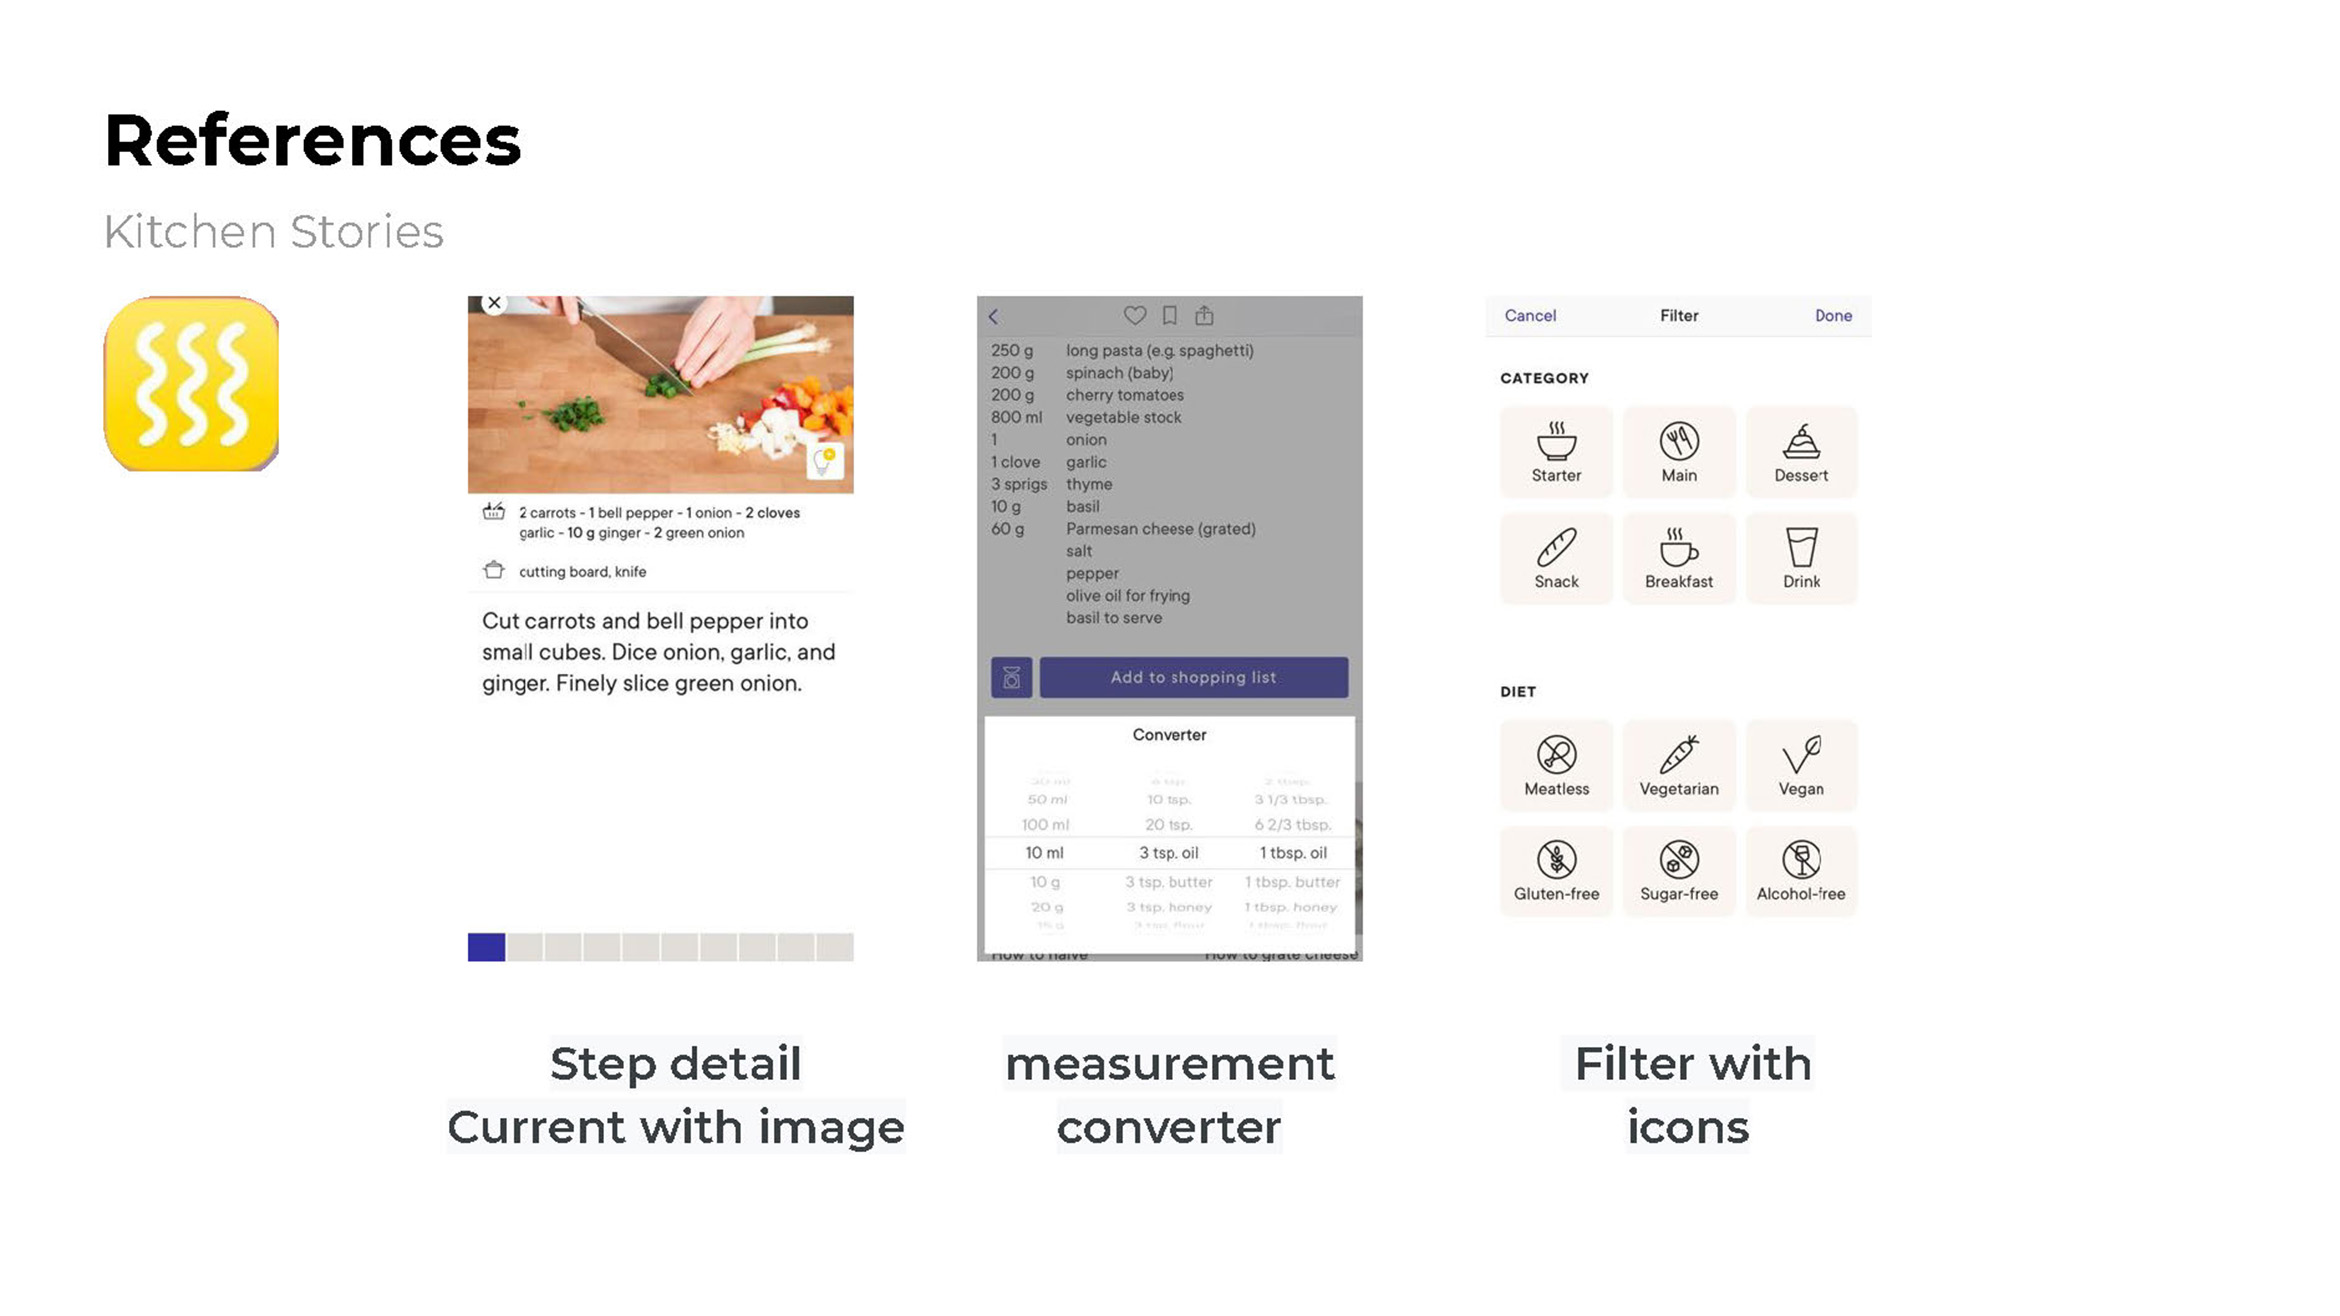 References
Kitchen Stories
2 carrots - 1 bell pepper - 1 onion - 2 cloves
garlic - 10 g ginger - 2 green onion
cutting board, knife
Cut carrots and bell pepper into
small cubes. Dice onion, garlic, and
ginger. Finely slice green onion.
Step detail
Current with image
250 g long pasta (e.g. spaghetti)
200 g spinach (baby)
200 g cherry tomatoes
800 ml vegetable stock
1 onion
1 clove garlic
3 sprigs thyme
10 g basil
60 g Parmesan cheese (grated)
salt
pepper
olive oil for frying
basil to serve
Add to shopping list
Converter
50 ml 10 tsp. 3 1/3 tbsp.
100 ml 20 tsp. 6 2/3 tbsp.
10 ml 3 tsp. oil 1 tbsp. oil
10 g 3 tsp. butter 1 tbsp. butter
20 g 3 tsp. honey 1 tbsp. honey
How to halve How to grate cheese
measurement
converter
Cancel Filter Done
CATEGORY
Starter Main Dessert
Snack Breakfast Drink
DIET
Meatless Vegetarian Vegan
Gluten-free Sugar-free Alcohol-free
Filter with
icons